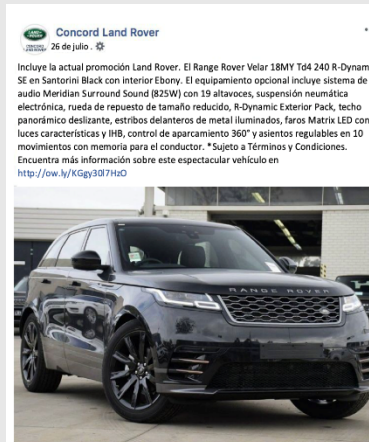 Concord Land Rover
26 de julio .
Incluye la actual promoción Land Rover. El Range Rover Velar 18MY Td4 240 R-Dynam
SE en Santorini Black con interior Ebony. El equipamiento opcional incluye sistema de
audio Meridian Surround Sound (825W) con 19 altavoces, suspensión neumática
electrónica, rueda de repuesto de tamaño reducido, R-Dynamic Exterior Pack, techo
panorámico deslizante, estribos delanteros de metal iluminados, faros Matrix LED con
luces características y IHB, control de aparcamiento 360° y asientos regulables en 10
movimientos con memoria para el conductor. *Sujeto a Términos y Condiciones.
Encuentra más información sobre este espectacular vehículo en
http://ow.ly/KGgy30l7HzO
RANGE ROVER